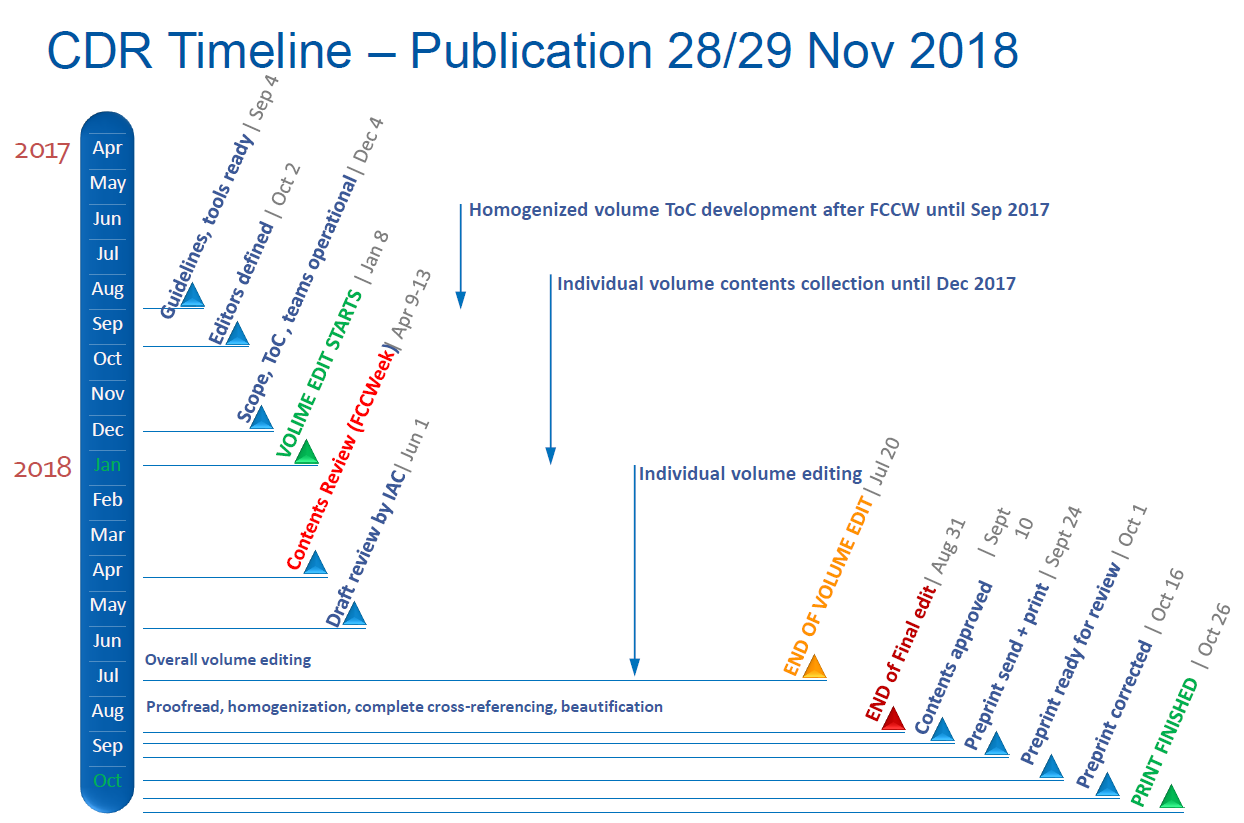 CDR Timeline – Publication 28/29 Nov 2018
2017
Apr
May
Jun
Jul
Aug
Sep
Oct
Nov
Dec
2018
Jan
Feb
Mar
Apr
May
Jun
Jul
Aug
Sep
Oct
Guidelines, tools ready | Sep 4
Editors defined | Oct 2
Scope, ToC , teams operational | Dec 4
VOLIME EDIT STARTS | Jan 8
Contents Review (FCCWeek) | Apr 9-13
Draft review by IAC | Jun 1
Homogenized volume ToC development after FCCW until Sep 2017
Individual volume contents collection until Dec 2017
Individual volume editing
Overall volume editing
Proofread, homogenization, complete cross-referencing, beautification
END OF VOLUME EDIT | Jul 20
END of Final edit | Aug 31
Contents approved | Sept
10
Preprint send + print | Sept 24
Preprint ready for review | Oct 1
Preprint corrected | Oct 16
PRINT FINISHED | Oct 26